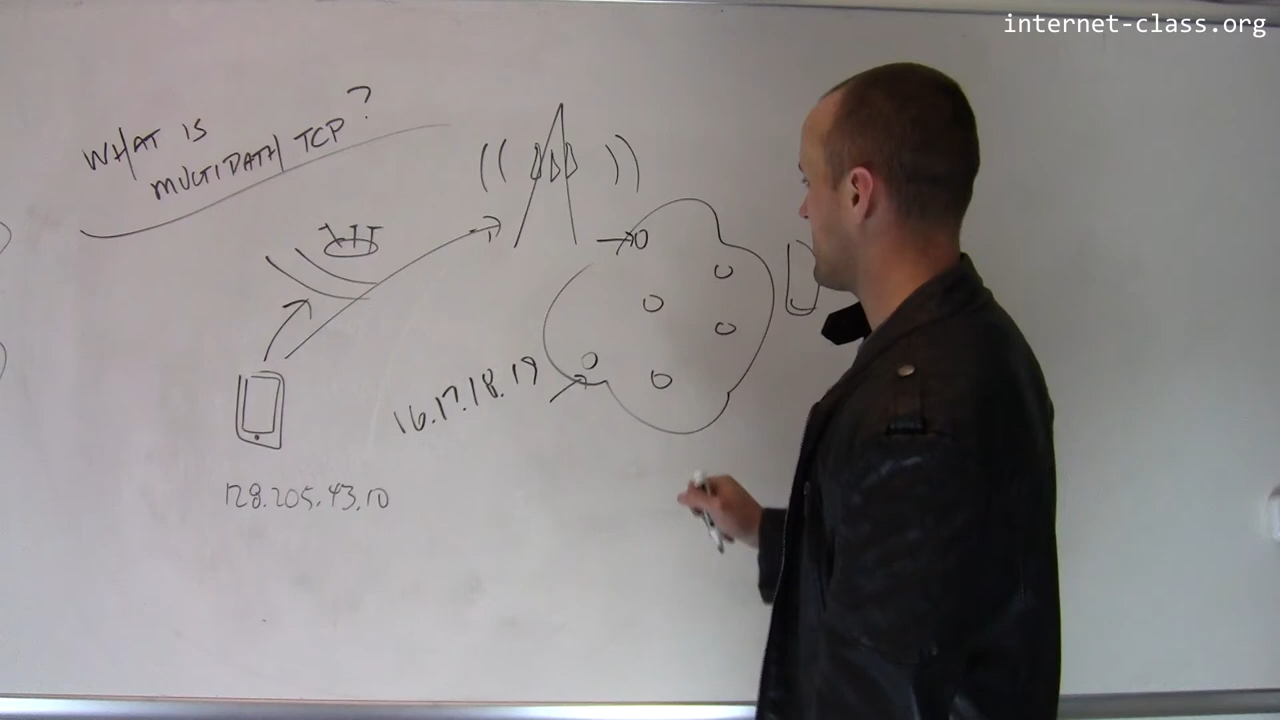 internet-class.org
WHAT IS
MULTIPATH TCP?
16.17.18.19
128.205.43.10